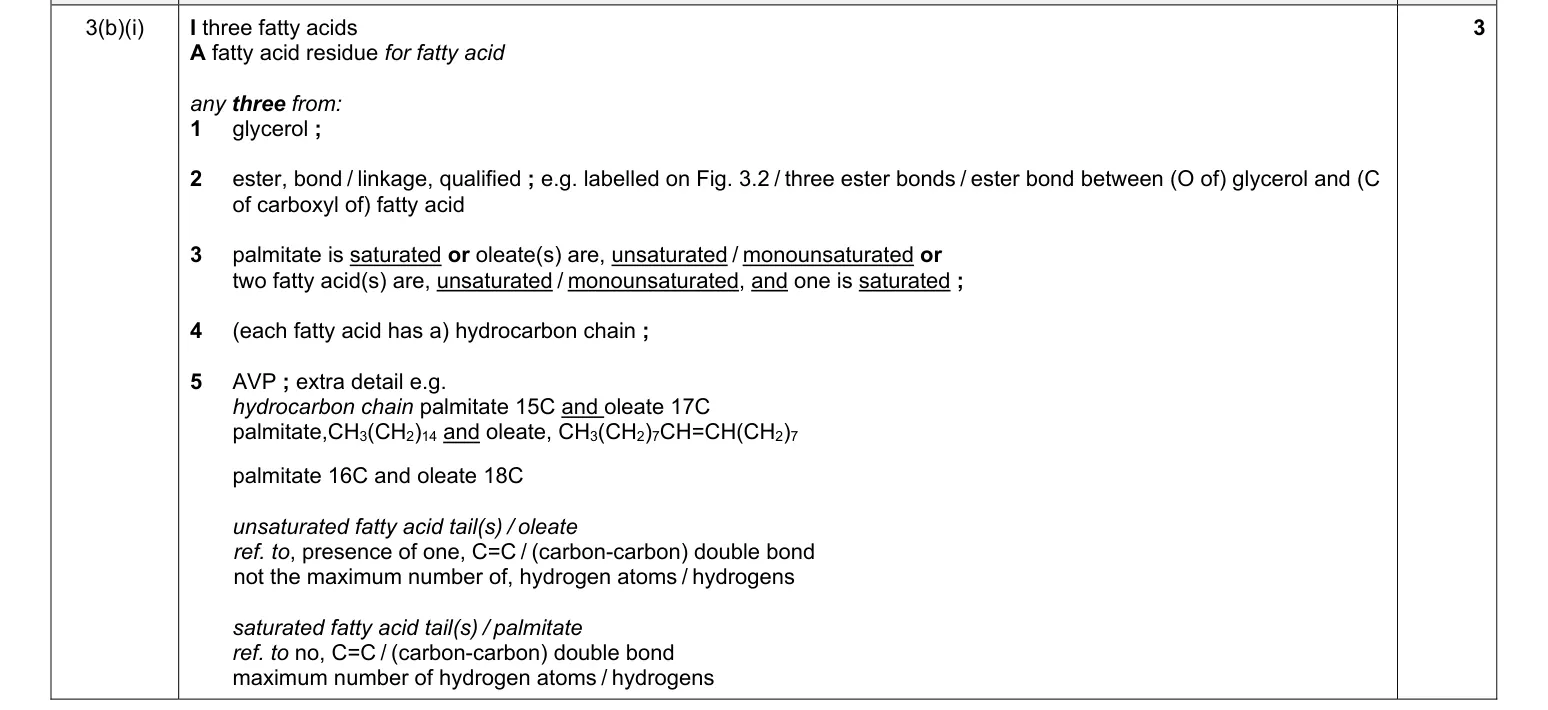 3(b)(i)
I three fatty acids
3
A fatty acid residue for fatty acid
any three from:
1 glycerol ;
2 ester, bond / linkage, qualified ; e.g. labelled on Fig. 3.2 / three ester bonds / ester bond between (O of) glycerol and (C
of carboxyl of) fatty acid
3 palmitate is saturated or oleate(s) are, unsaturated / monounsaturated or
two fatty acid(s) are, unsaturated / monounsaturated, and one is saturated ;
4 (each fatty acid has a) hydrocarbon chain ;
5 AVP ; extra detail e.g.
hydrocarbon chain palmitate 15C and oleate 17C
palmitate,CH₃(CH₂)₁₄ and oleate, CH₃(CH₂)₇CH=CH(CH₂)₇
palmitate 16C and oleate 18C
unsaturated fatty acid tail(s) / oleate
ref. to, presence of one, C=C / (carbon-carbon) double bond
not the maximum number of, hydrogen atoms / hydrogens
saturated fatty acid tail(s) / palmitate
ref. to no, C=C / (carbon-carbon) double bond
maximum number of hydrogen atoms / hydrogens